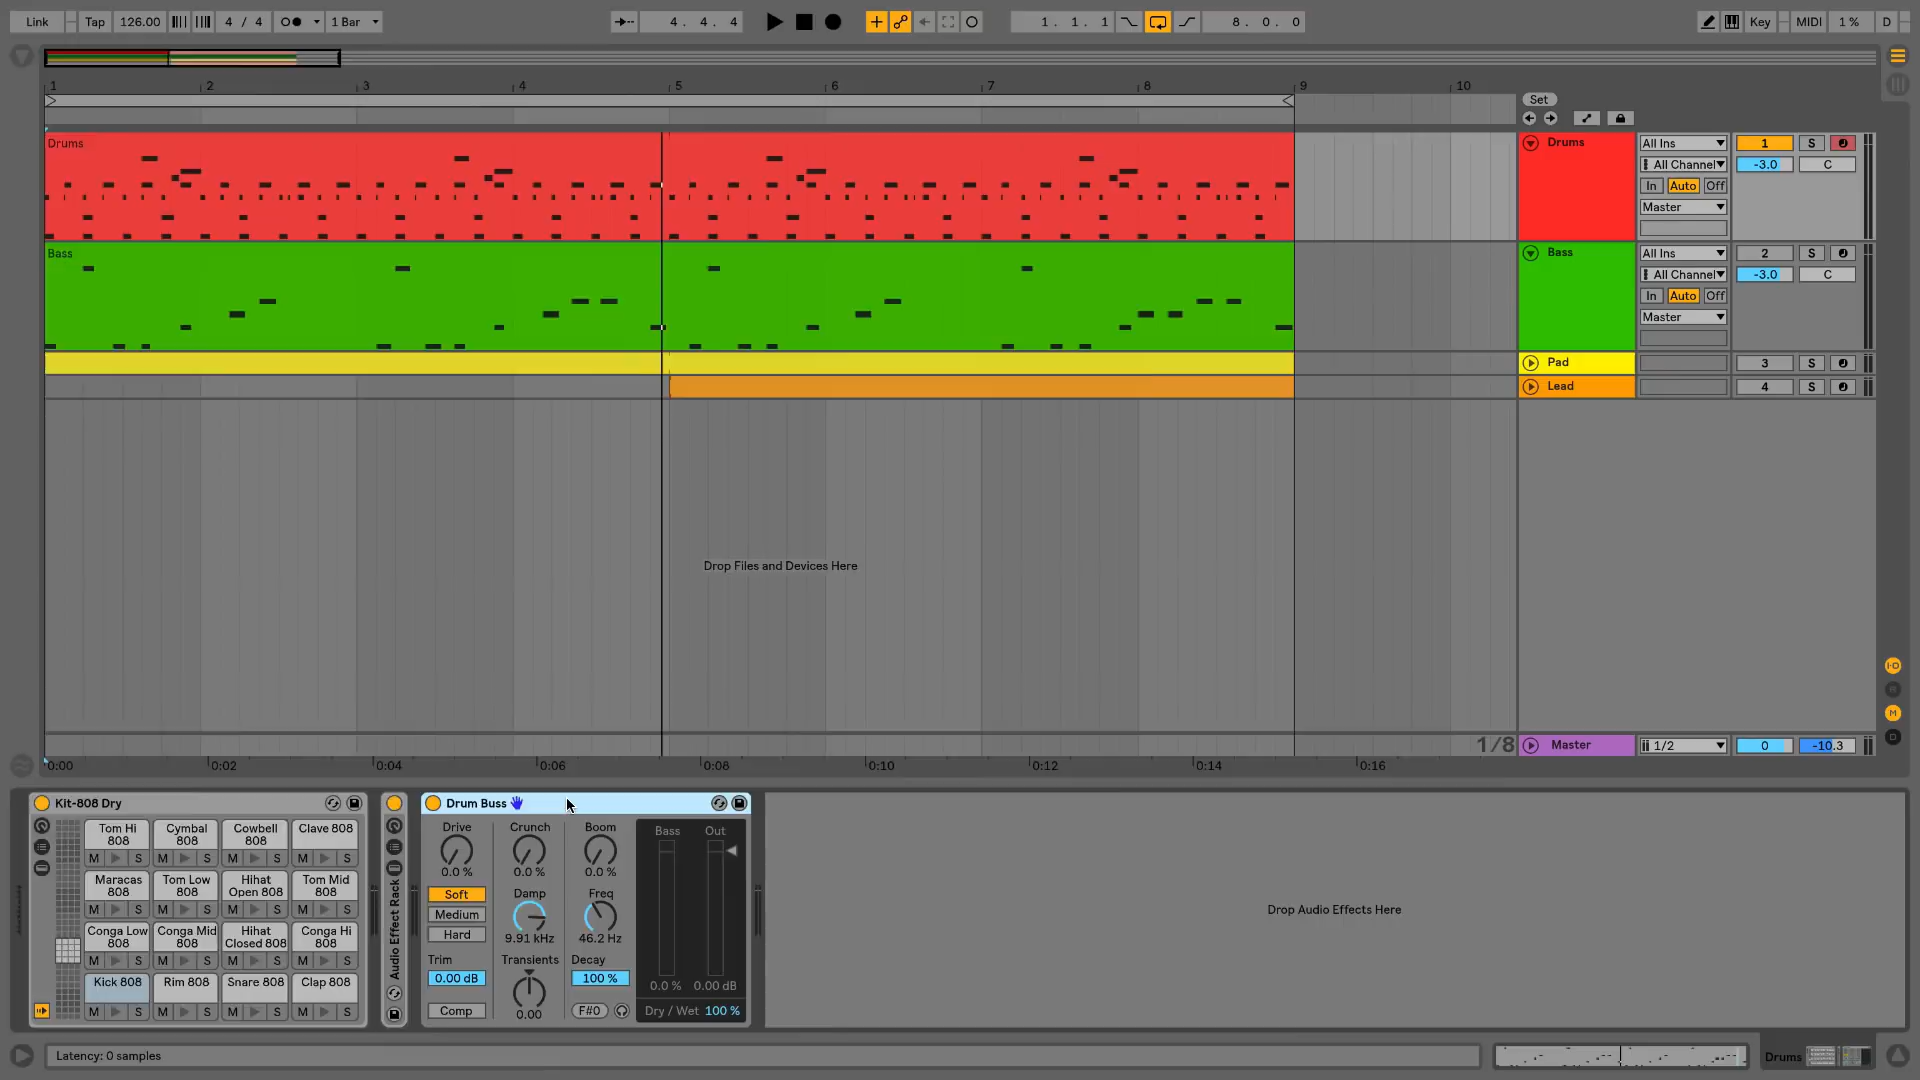 Link Tap 126.00 4 / 4 1 Bar 4. 4. 4 1. 1. 1 8. 0. 0 Key MIDI 1 % D
1 2 3 4 5 6 7 8 9 10
Set
Drums Drums All Ins 1 S
All Channel -3.0 C
In Auto Off
Master
Bass Bass All Ins 2 S
All Channel -3.0 C
In Auto Off
Master
Pad 3 S
Lead 4 S
Drop Files and Devices Here
1/8 Master 1/2 0 -10.3
0:00 0:02 0:04 0:06 0:08 0:10 0:12 0:14 0:16
Kit-808 Dry
Tom Hi 808 Cymbal 808 Cowbell 808 Clave 808
M S M S M S M S
Maracas 808 Tom Low 808 Hihat Open 808 Tom Mid 808
M S M S M S M S
Conga Low 808 Conga Mid 808 Hihat Closed 808 Conga Hi 808
M S M S M S M S
Kick 808 Rim 808 Snare 808 Clap 808
M S M S M S M S
Audio Effect Rack
Drum Buss
Drive Crunch Boom Bass Out
0.0 % 0.0 % 0.0 %
Soft Damp Freq
Medium
Hard 9.91 kHz 46.2 Hz
Trim Transients Decay
0.00 dB 100 % 0.0 % 0.00 dB
Comp 0.00 F#0 Dry / Wet 100 %
Drop Audio Effects Here
Latency: 0 samples
Drums